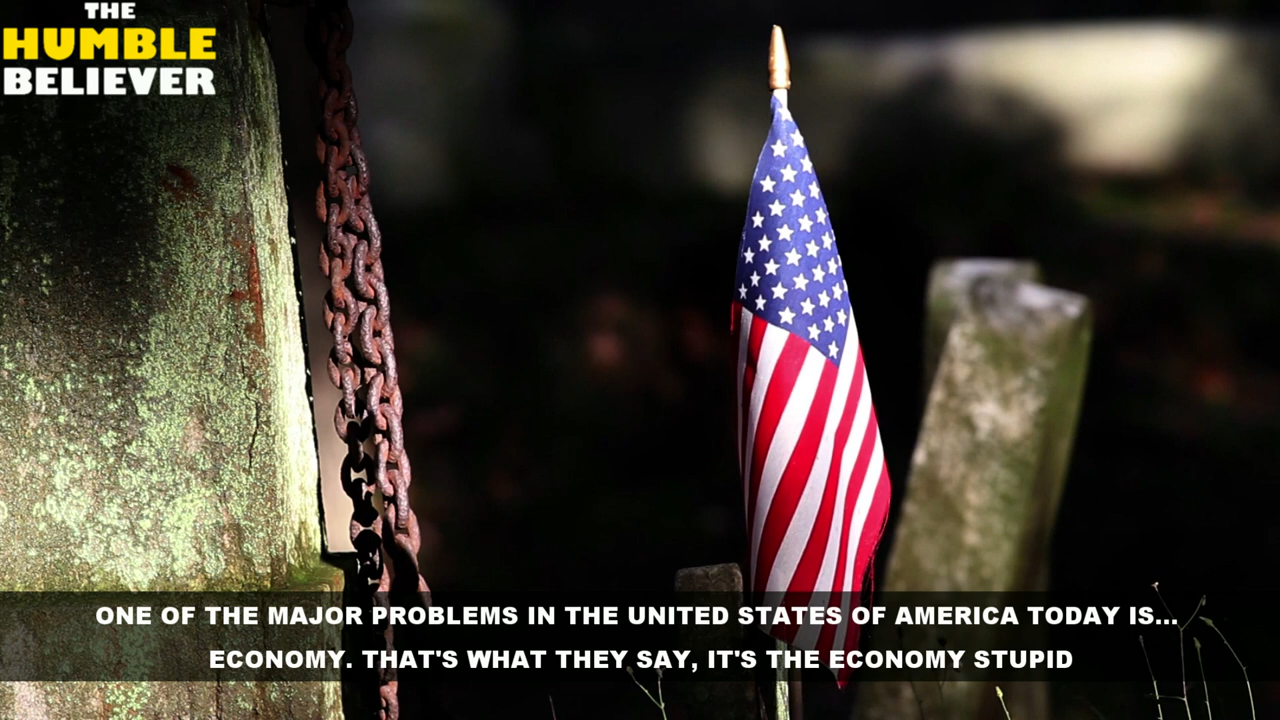 THE
HUMBLE
BELIEVER
ONE OF THE MAJOR PROBLEMS IN THE UNITED STATES OF AMERICA TODAY IS...
ECONOMY. THAT'S WHAT THEY SAY, IT'S THE ECONOMY STUPID